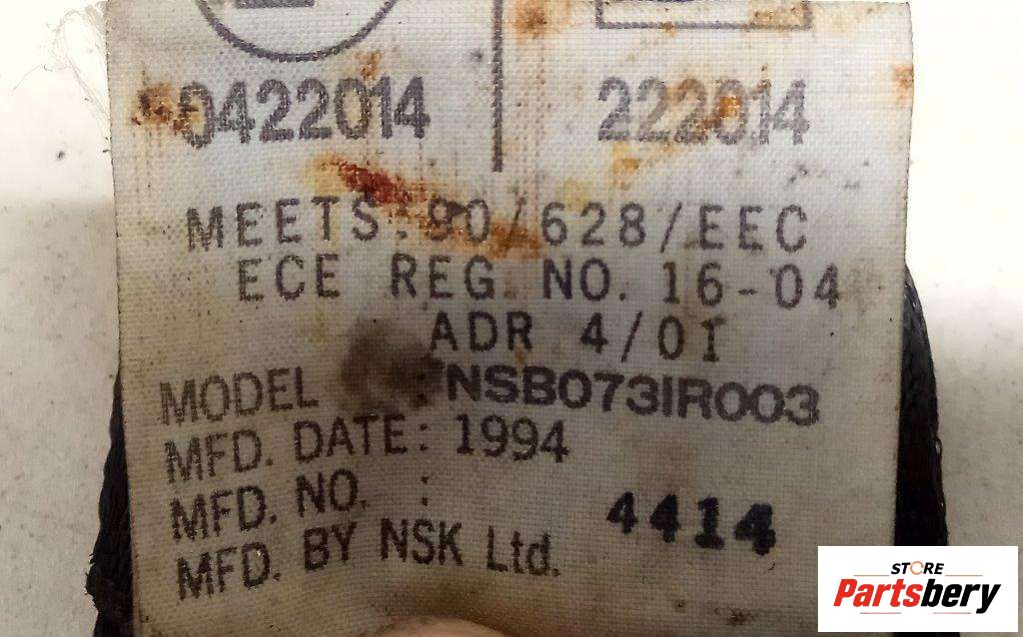 0422014 222014
MEETS:90/628/EEC
ECE REG. NO. 16-04
ADR 4/01
MODEL :NSB073IR003
MFD. DATE: 1994
MFD. NO. : 4414
MFD. BY NSK Ltd.
STORE
Partsbery